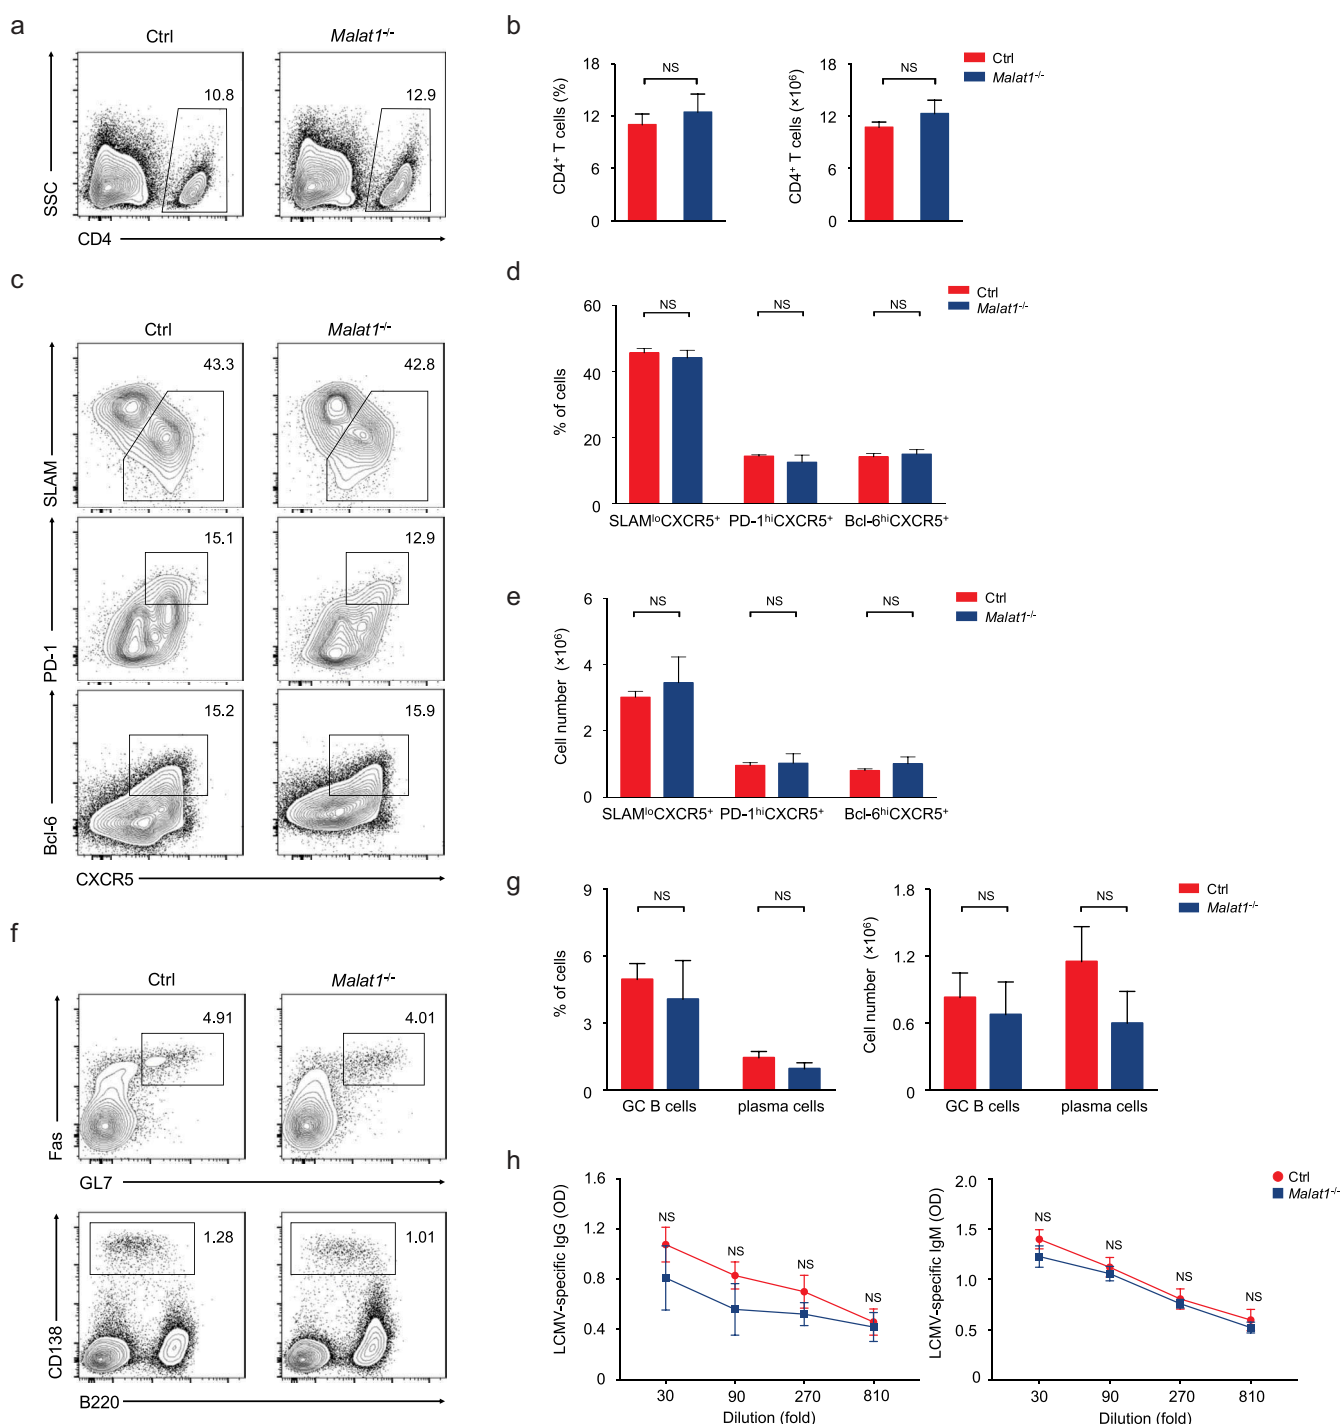 a
Ctrl
Malat1-/-
10.8
12.9
SSC
CD4
b
18
12
6
0
CD4+ T cells (%)
NS
18
12
6
0
CD4+ T cells (×10⁶)
NS
Ctrl
Malat1-/-
c
Ctrl
Malat1-/-
43.3
42.8
SLAM
15.1
12.9
PD-1
15.2
15.9
Bcl-6
CXCR5
d
60
40
20
0
% of cells
NS
NS
NS
SLAMloCXCR5+
PD-1hiCXCR5+
Bcl-6hiCXCR5+
Ctrl
Malat1-/-
e
6
4
2
0
Cell number (×10⁶)
NS
NS
NS
SLAMloCXCR5+
PD-1hiCXCR5+
Bcl-6hiCXCR5+
Ctrl
Malat1-/-
f
Ctrl
Malat1-/-
4.91
4.01
Fas
GL7
1.28
1.01
CD138
B220
g
9
6
3
0
% of cells
NS
NS
GC B cells
plasma cells
1.8
1.2
0.6
0
Cell number (×10⁶)
NS
NS
GC B cells
plasma cells
Ctrl
Malat1-/-
h
1.6
1.2
0.8
0.4
0
LCMV-specific IgG (OD)
NS
NS
NS
NS
30
90
270
810
Dilution (fold)
2.0
1.5
1.0
0.5
0
LCMV-specific IgM (OD)
NS
NS
NS
NS
30
90
270
810
Dilution (fold)
Ctrl
Malat1-/-